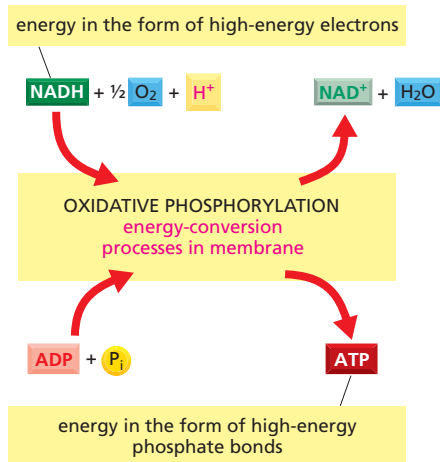 energy in the form of high-energy electrons
NADH + ½ O₂ + H⁺ NAD⁺ + H₂O
OXIDATIVE PHOSPHORYLATION
energy-conversion
processes in membrane
ADP + Pᵢ ATP
energy in the form of high-energy
phosphate bonds